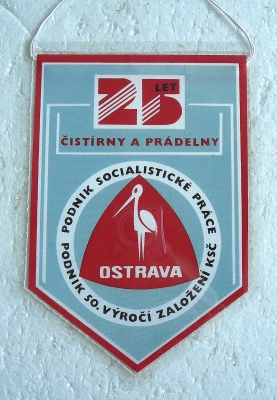 25 LET
ČISTÍRNY A PRÁDELNY
PODNIK SOCIALISTICKÉ PRÁCE
OSTRAVA
PODNIK 50. VÝROČÍ ZALOŽENÍ KSČ